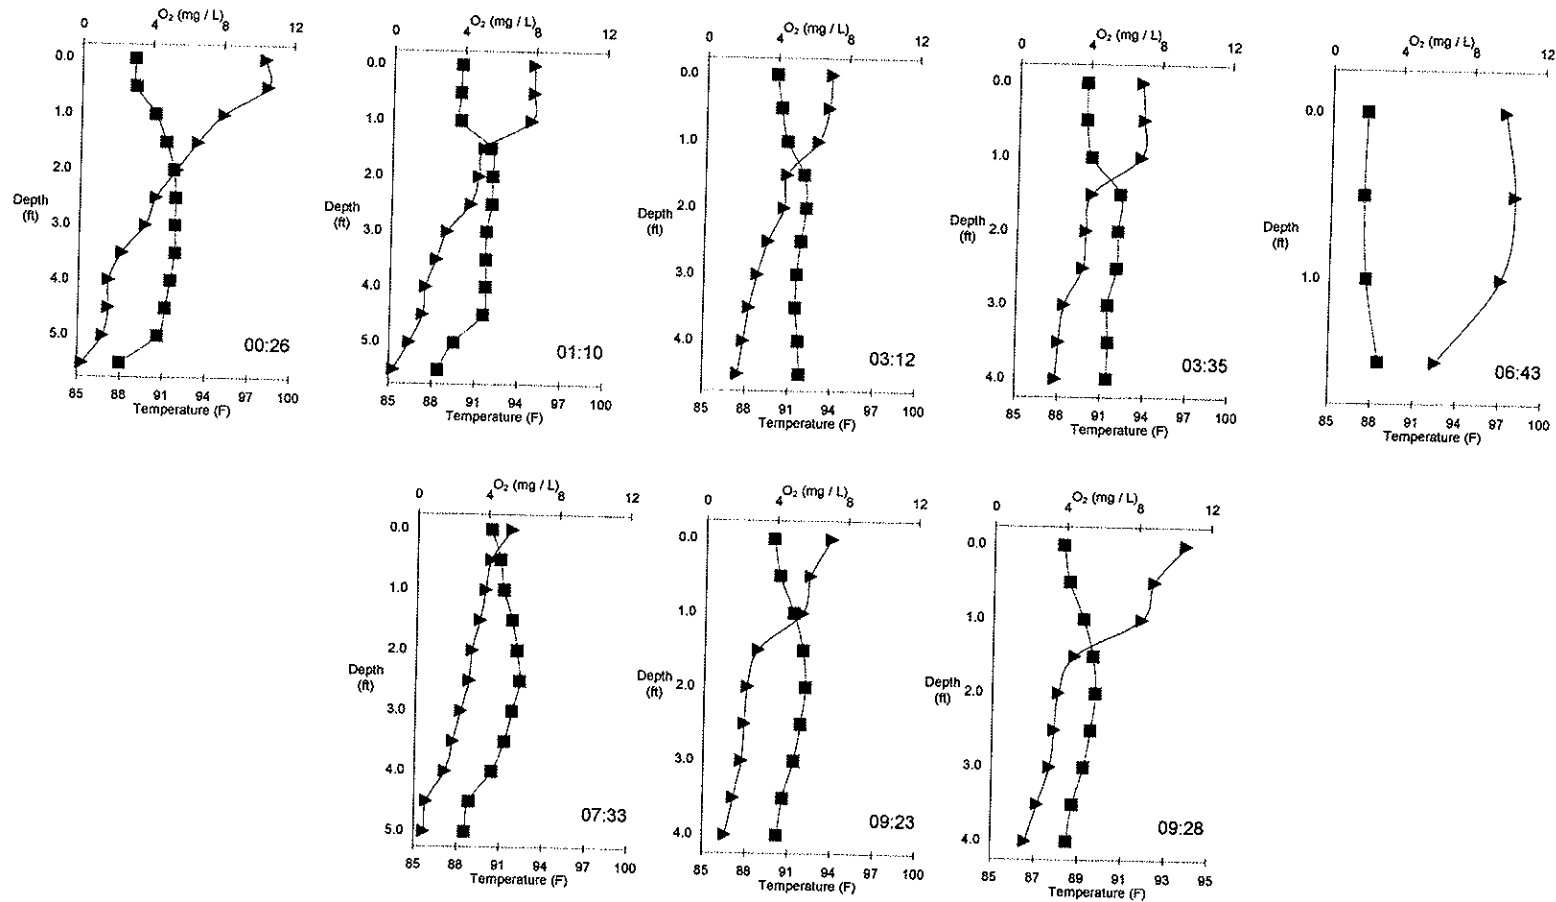 O₂ (mg / L)
0 4 8 12
0.0
1.0
2.0
Depth
(ft)
3.0
4.0
5.0
00:26
85 88 91 94 97 100
Temperature (F)
O₂ (mg / L)
0 4 8 12
0.0
1.0
2.0
Depth
(ft)
3.0
4.0
5.0
01:10
85 88 91 94 97 100
Temperature (F)
O₂ (mg / L)
0 4 8 12
0.0
1.0
Depth
(ft)
2.0
3.0
4.0
03:12
85 88 91 94 97 100
Temperature (F)
O₂ (mg / L)
0 4 8 12
0.0
1.0
Depth
(ft)
2.0
3.0
4.0
03:35
85 88 91 94 97 100
Temperature (F)
O₂ (mg / L)
0 4 8 12
0.0
Depth
(ft)
1.0
06:43
85 88 91 94 97 100
Temperature (F)
O₂ (mg / L)
0 4 8 12
0.0
1.0
2.0
Depth
(ft)
3.0
4.0
5.0
07:33
85 88 91 94 97 100
Temperature (F)
O₂ (mg / L)
0 4 8 12
0.0
1.0
Depth
(ft)
2.0
3.0
4.0
09:23
85 88 91 94 97 100
Temperature (F)
O₂ (mg / L)
0 4 8 12
0.0
1.0
Depth
(ft)
2.0
3.0
4.0
09:28
85 87 89 91 93 95
Temperature (F)